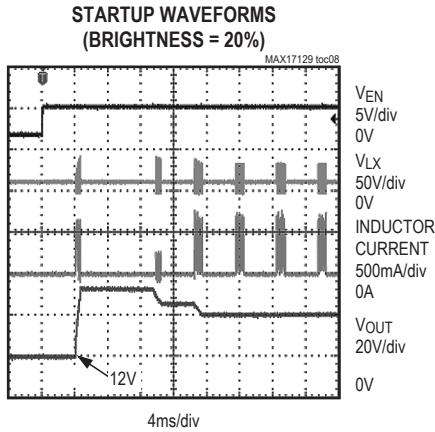 STARTUP WAVEFORMS
(BRIGHTNESS = 20%)
MAX17129 toc08
VEN
5V/div
0V
VLX
50V/div
0V
INDUCTOR
CURRENT
500mA/div
0A
VOUT
20V/div
0V
12V
4ms/div